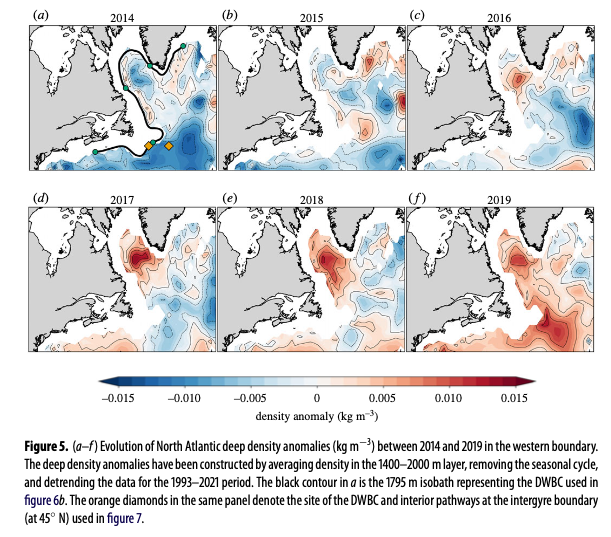 (a) 2014 (b) 2015 (c) 2016
(d) 2017 (e) 2018 (f) 2019
−0.015 −0.010 −0.005 0 0.005 0.010 0.015
density anomaly (kg m−3)
Figure 5. (a–f) Evolution of North Atlantic deep density anomalies (kg m−3) between 2014 and 2019 in the western boundary.
The deep density anomalies have been constructed by averaging density in the 1400–2000 m layer, removing the seasonal cycle,
and detrending the data for the 1993–2021 period. The black contour in a is the 1795 m isobath representing the DWBC used in
figure 6b. The orange diamonds in the same panel denote the site of the DWBC and interior pathways at the intergyre boundary
(at 45° N) used in figure 7.